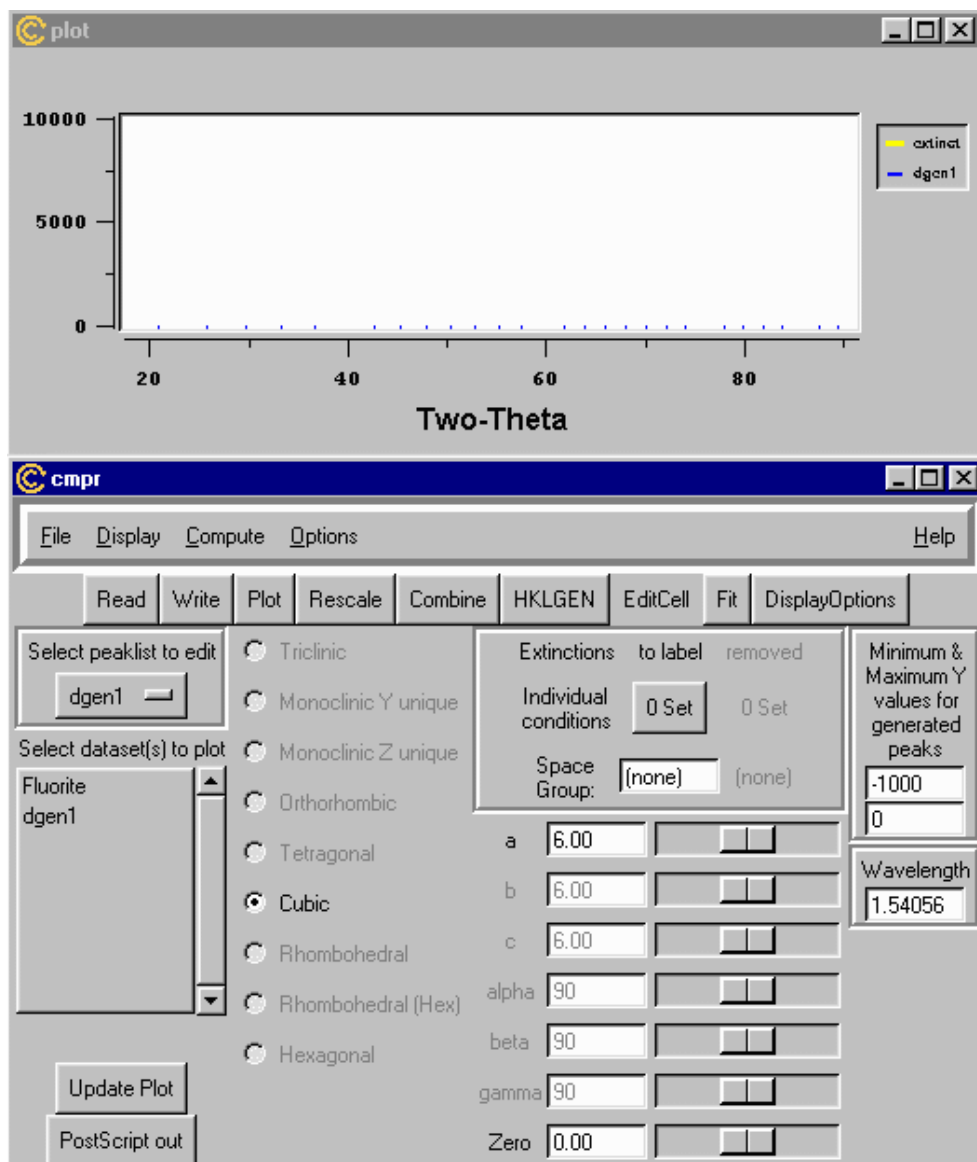 plot
10000
5000
0
extinct
dgen1
20 40 60 80
Two-Theta
cmpr
File Display Compute Options Help
Read Write Plot Rescale Combine HKLGEN EditCell Fit DisplayOptions
Select peaklist to edit
dgen1
Select dataset(s) to plot
Fluorite
dgen1
Update Plot
PostScript out
Triclinic
Monoclinic Y unique
Monoclinic Z unique
Orthorhombic
Tetragonal
Cubic
Rhombohedral
Rhombohedral (Hex)
Hexagonal
Extinctions to label removed
Individual
conditions
0 Set 0 Set
Space
Group:
(none) (none)
a 6.00
b 6.00
c 6.00
alpha 90
beta 90
gamma 90
Zero 0.00
Minimum &
Maximum Y
values for
generated
peaks
-1000
0
Wavelength
1.54056